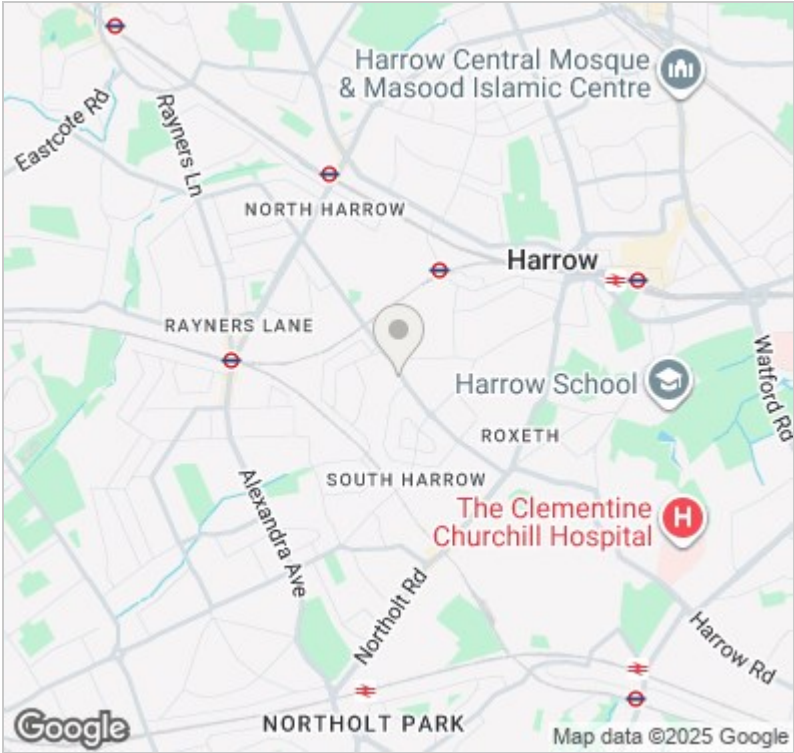 Harrow Central Mosque
& Masood Islamic Centre
Eastcote Rd
Rayners Ln
NORTH HARROW
Harrow
RAYNERS LANE
Watford Rd
Harrow School
ROXETH
SOUTH HARROW
The Clementine
Churchill Hospital
H
Alexandra Ave
Northolt Rd
Harrow Rd
NORTHOLT PARK
Google
Map data ©2025 Google